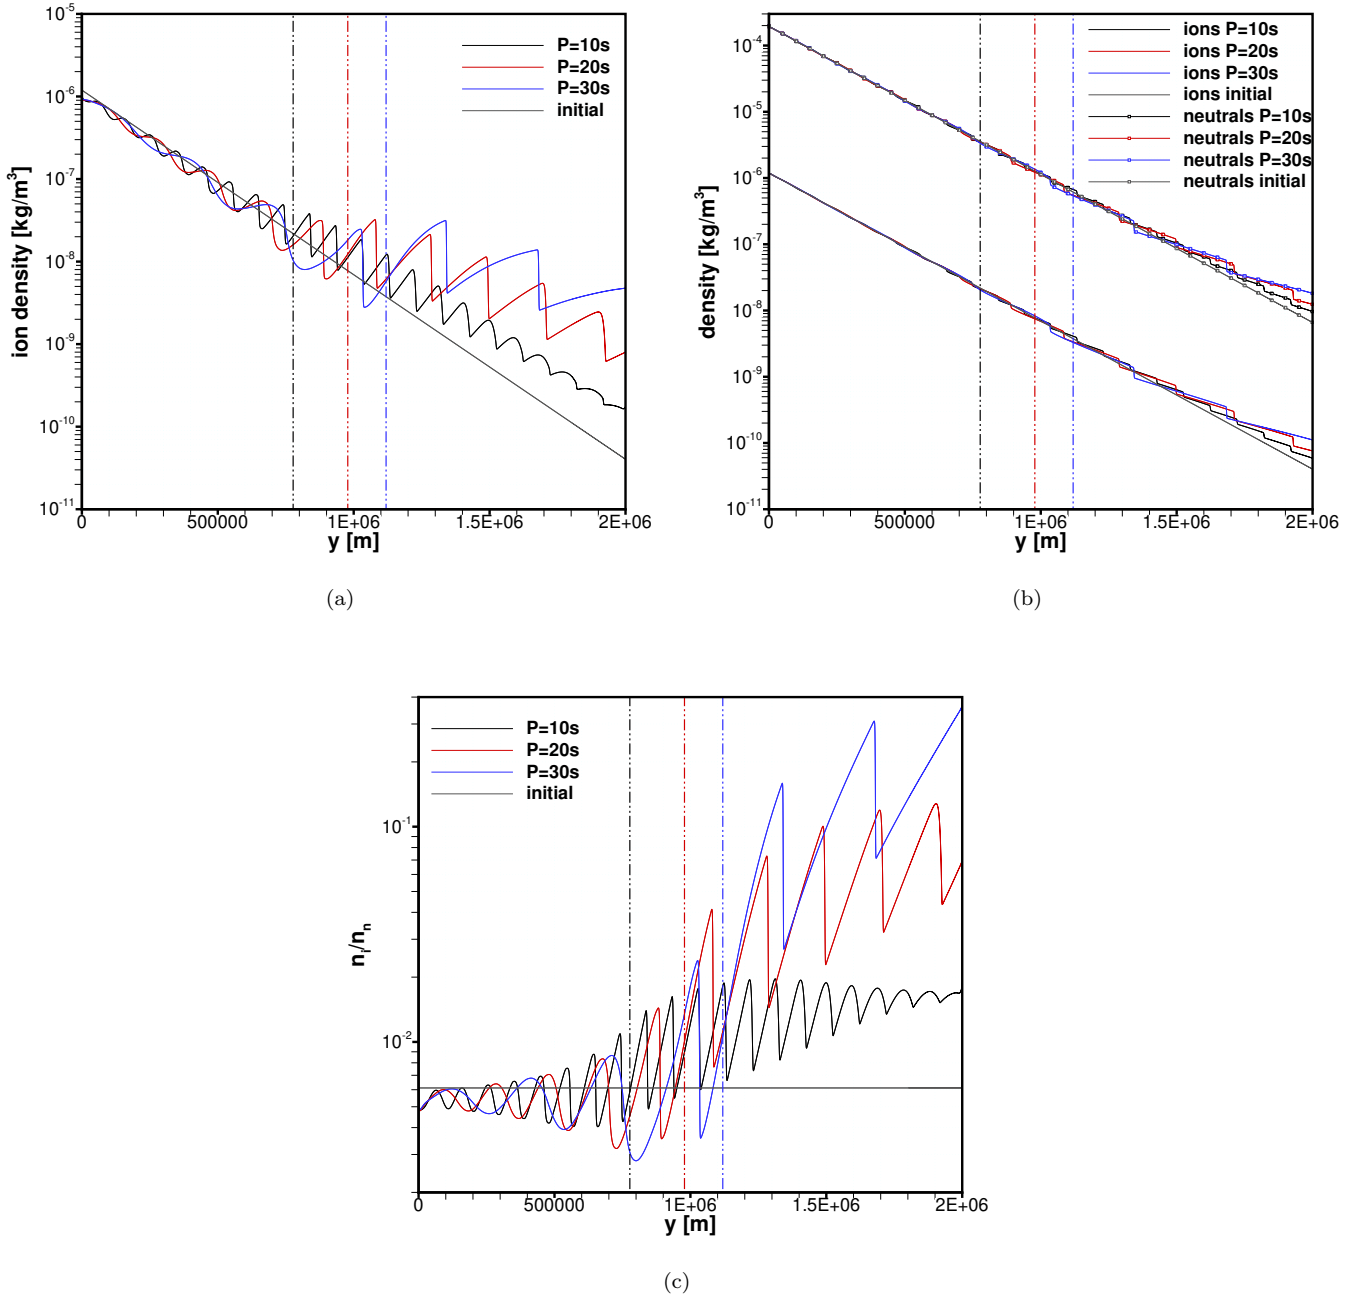 10^-5
10^-6
10^-7
10^-8
10^-9
10^-10
10^-11
ion density [kg/m^3]
P=10s
P=20s
P=30s
initial
0
500000
1E+06
1.5E+06
2E+06
y [m]
(a)
10^-4
10^-5
10^-6
10^-7
10^-8
10^-9
10^-10
10^-11
density [kg/m^3]
ions P=10s
ions P=20s
ions P=30s
ions initial
neutrals P=10s
neutrals P=20s
neutrals P=30s
neutrals initial
0
500000
1E+06
1.5E+06
2E+06
y [m]
(b)
10^-1
10^-2
n_i/n_n
P=10s
P=20s
P=30s
initial
0
500000
1E+06
1.5E+06
2E+06
y [m]
(c)